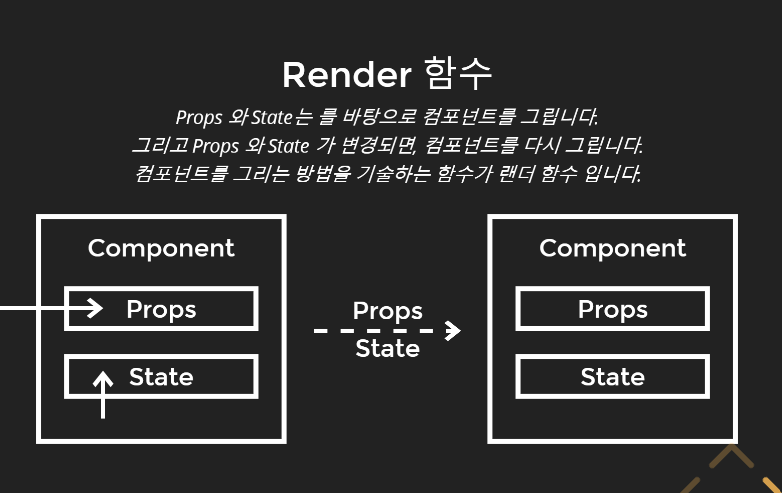 Render 함수
Props 와 State는 를 바탕으로 컴포넌트를 그립니다.
그리고 Props 와 State 가 변경되면, 컴포넌트를 다시 그립니다.
컴포넌트를 그리는 방법을 기술하는 함수가 랜더 함수 입니다.
Component
Props
State
Props
State
Component
Props
State